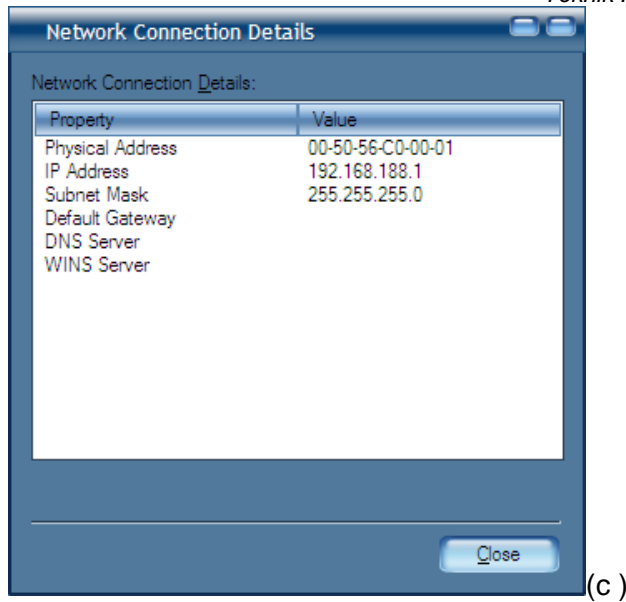 Network Connection Details
Network Connection Details:
Property Value
Physical Address 00-50-56-C0-00-01
IP Address 192.168.188.1
Subnet Mask 255.255.255.0
Default Gateway
DNS Server
WINS Server
Close
(c )